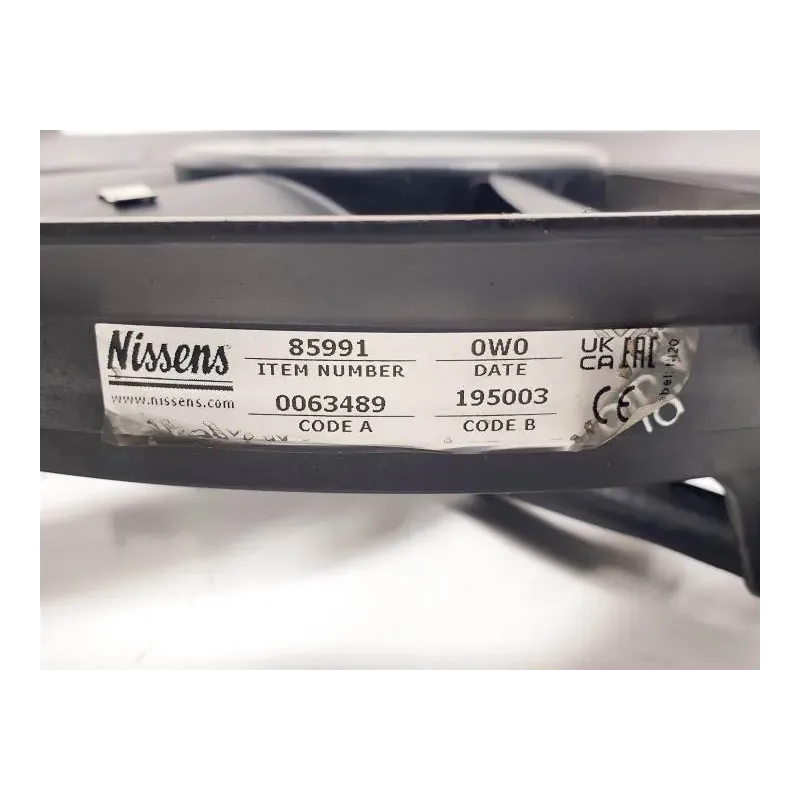 Nissens
www.nissens.com
85991
ITEM NUMBER
0063489
CODE A
0W0
DATE
195003
CODE B
UK
CA
EAC
CE